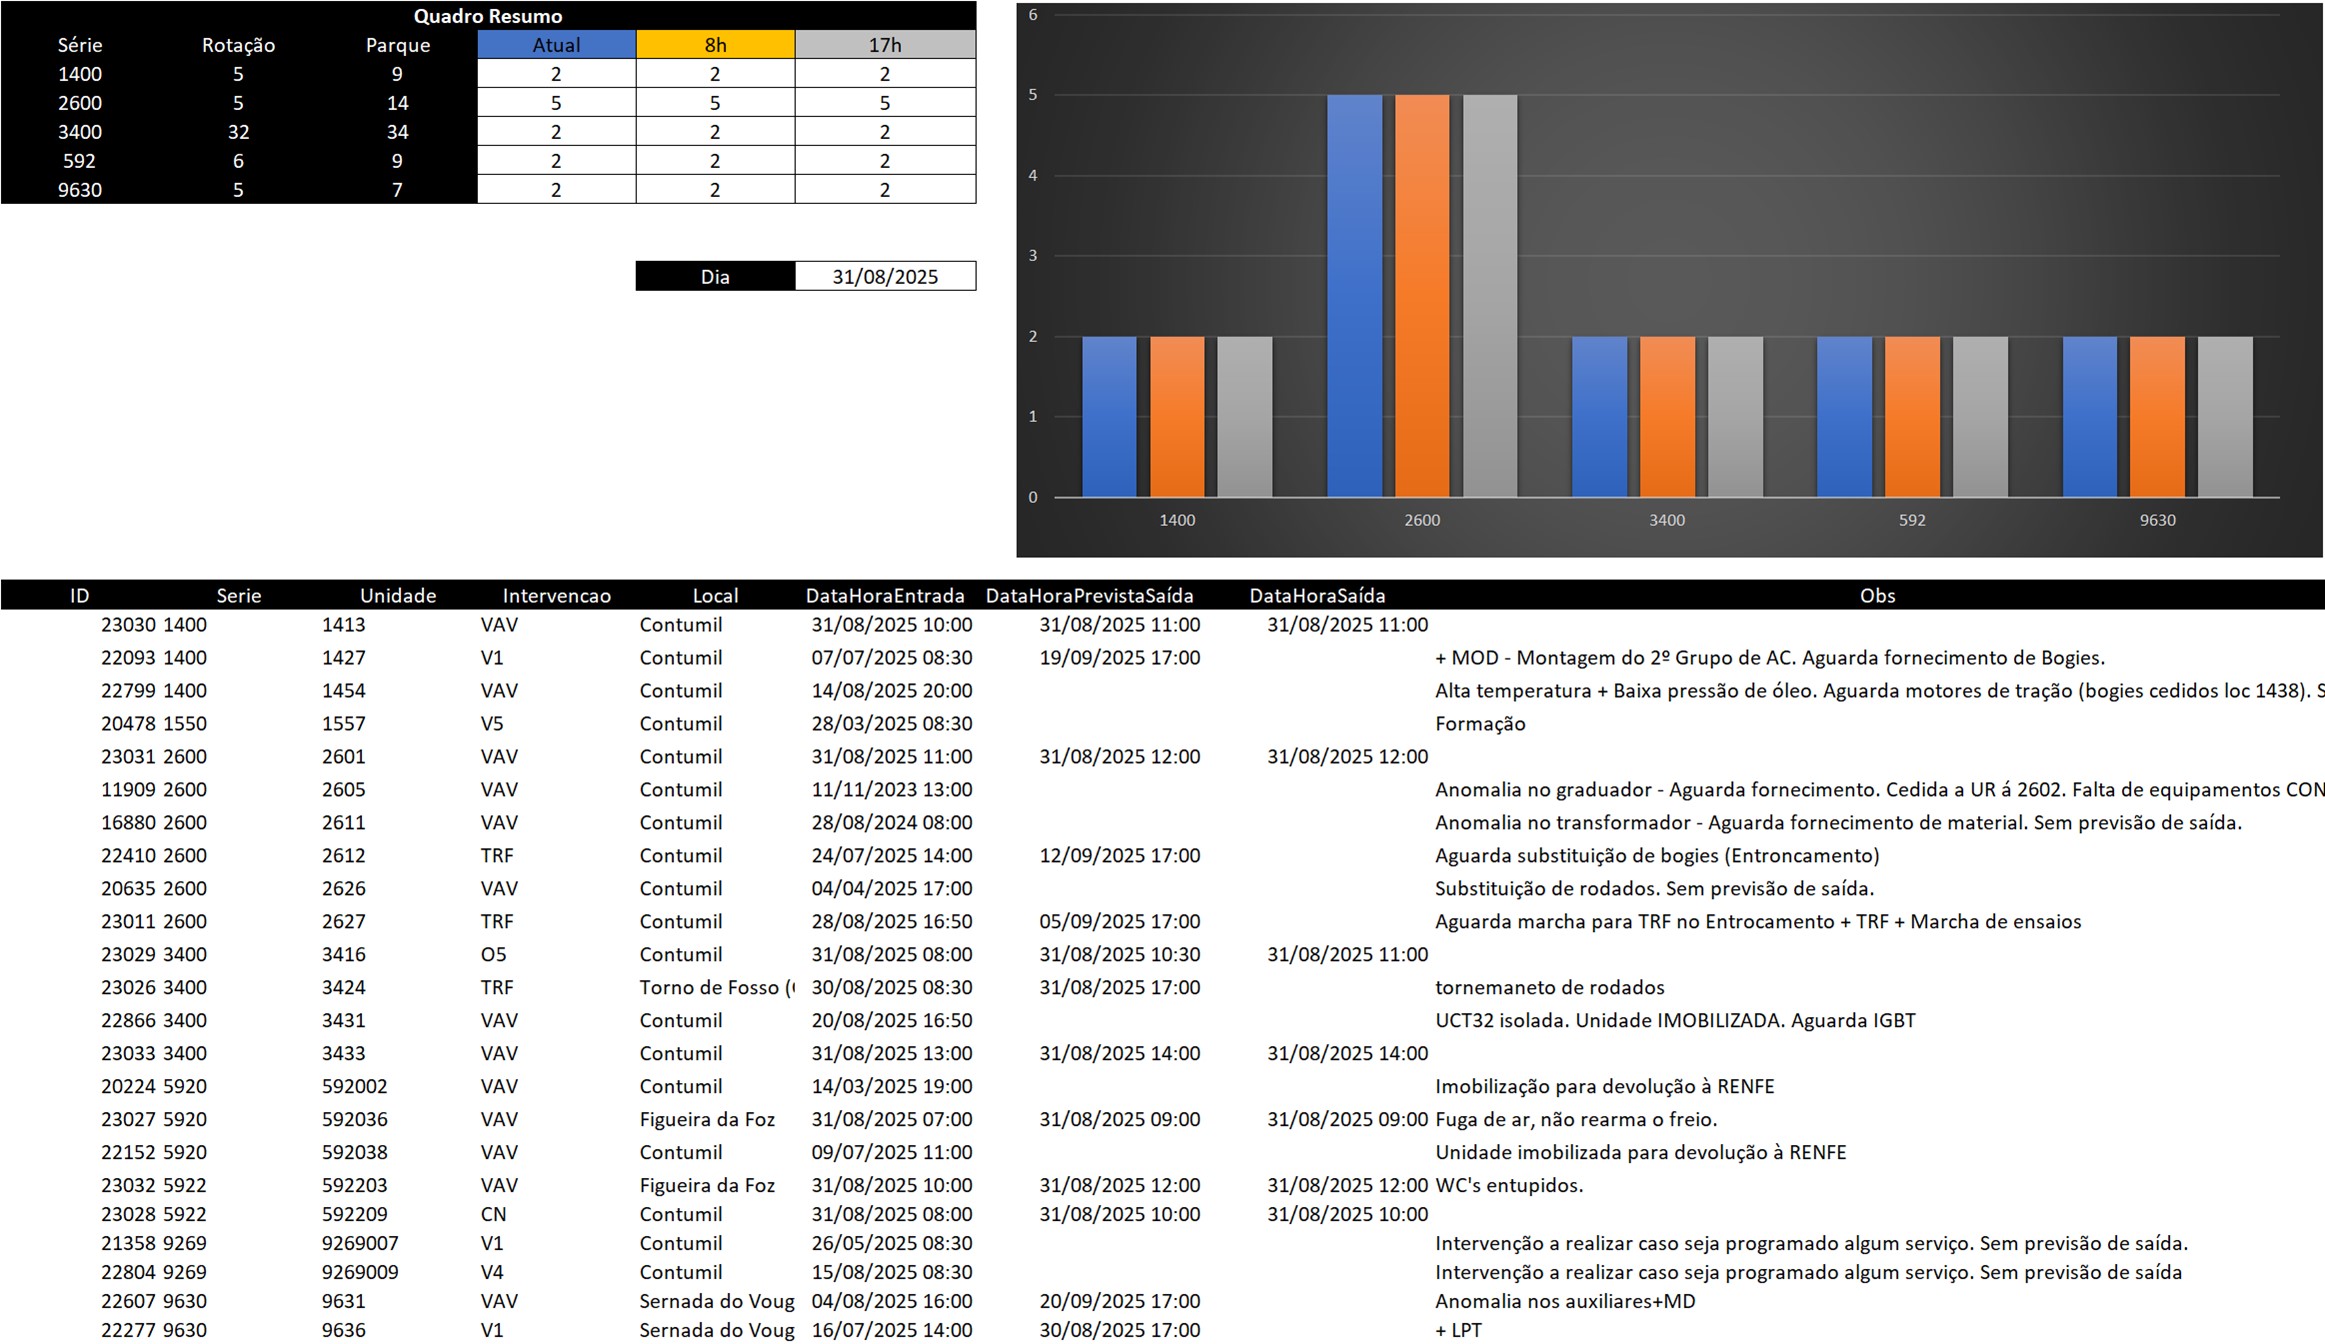 Quadro Resumo
Série Rotação Parque Atual 8h 17h
1400 5 9 2 2 2
2600 5 14 5 5 5
3400 32 34 2 2 2
592 6 9 2 2 2
9630 5 7 2 2 2
Dia 31/08/2025
6
5
4
3
2
1
0
1400 2600 3400 592 9630
ID Serie Unidade Intervencao Local DataHoraEntrada DataHoraPrevistaSaída DataHoraSaída Obs
23030 1400 1413 VAV Contumil 31/08/2025 10:00 31/08/2025 11:00 31/08/2025 11:00
22093 1400 1427 V1 Contumil 07/07/2025 08:30 19/09/2025 17:00 + MOD - Montagem do 2º Grupo de AC. Aguarda fornecimento de Bogies.
22799 1400 1454 VAV Contumil 14/08/2025 20:00 Alta temperatura + Baixa pressão de óleo. Aguarda motores de tração (bogies cedidos loc 1438). S
20478 1550 1557 V5 Contumil 28/03/2025 08:30 Formação
23031 2600 2601 VAV Contumil 31/08/2025 11:00 31/08/2025 12:00 31/08/2025 12:00
11909 2600 2605 VAV Contumil 11/11/2023 13:00 Anomalia no graduador - Aguarda fornecimento. Cedida a UR á 2602. Falta de equipamentos CON
16880 2600 2611 VAV Contumil 28/08/2024 08:00 Anomalia no transformador - Aguarda fornecimento de material. Sem previsão de saída.
22410 2600 2612 TRF Contumil 24/07/2025 14:00 12/09/2025 17:00 Aguarda substituição de bogies (Entroncamento)
20635 2600 2626 VAV Contumil 04/04/2025 17:00 Substituição de rodados. Sem previsão de saída.
23011 2600 2627 TRF Contumil 28/08/2025 16:50 05/09/2025 17:00 Aguarda marcha para TRF no Entrocamento + TRF + Marcha de ensaios
23029 3400 3416 O5 Contumil 31/08/2025 08:00 31/08/2025 10:30 31/08/2025 11:00
23026 3400 3424 TRF Torno de Fosso ( 30/08/2025 08:30 31/08/2025 17:00 tornemaneto de rodados
22866 3400 3431 VAV Contumil 20/08/2025 16:50 UCT32 isolada. Unidade IMOBILIZADA. Aguarda IGBT
23033 3400 3433 VAV Contumil 31/08/2025 13:00 31/08/2025 14:00 31/08/2025 14:00
20224 5920 592002 VAV Contumil 14/03/2025 19:00 Imobilização para devolução à RENFE
23027 5920 592036 VAV Figueira da Foz 31/08/2025 07:00 31/08/2025 09:00 31/08/2025 09:00 Fuga de ar, não rearma o freio.
22152 5920 592038 VAV Contumil 09/07/2025 11:00 Unidade imobilizada para devolução à RENFE
23032 5922 592203 VAV Figueira da Foz 31/08/2025 10:00 31/08/2025 12:00 31/08/2025 12:00 WC's entupidos.
23028 5922 592209 CN Contumil 31/08/2025 08:00 31/08/2025 10:00 31/08/2025 10:00
21358 9269 9269007 V1 Contumil 26/05/2025 08:30 Intervenção a realizar caso seja programado algum serviço. Sem previsão de saída.
22804 9269 9269009 V4 Contumil 15/08/2025 08:30 Intervenção a realizar caso seja programado algum serviço. Sem previsão de saída
22607 9630 9631 VAV Sernada do Voug 04/08/2025 16:00 20/09/2025 17:00 Anomalia nos auxiliares+MD
22277 9630 9636 V1 Sernada do Voug 16/07/2025 14:00 30/08/2025 17:00 + LPT